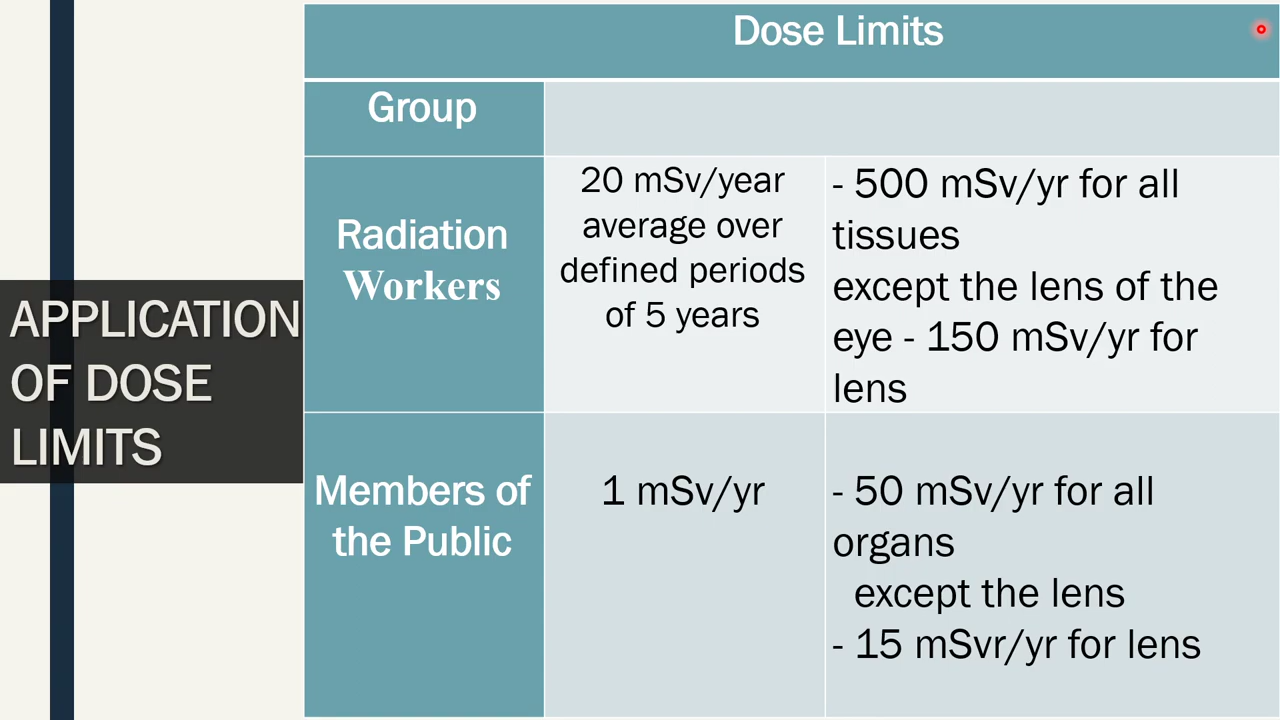 APPLICATION
OF DOSE
LIMITS
Dose Limits
Group
Radiation
Workers
20 mSv/year
average over
defined periods
of 5 years
- 500 mSv/yr for all
tissues
except the lens of the
eye - 150 mSv/yr for
lens
Members of
the Public
1 mSv/yr
- 50 mSv/yr for all
organs
except the lens
- 15 mSvr/yr for lens